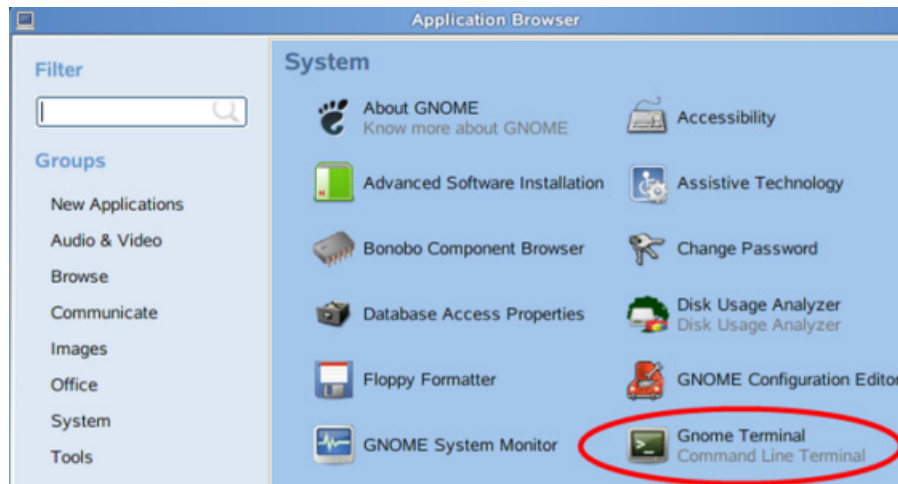 Application Browser
Filter
Groups
New Applications
Audio & Video
Browse
Communicate
Images
Office
System
Tools
System
About GNOME
Know more about GNOME
Accessibility
Advanced Software Installation
Assistive Technology
Bonobo Component Browser
Change Password
Database Access Properties
Disk Usage Analyzer
Disk Usage Analyzer
Floppy Formatter
GNOME Configuration Editor
GNOME System Monitor
Gnome Terminal
Command Line Terminal